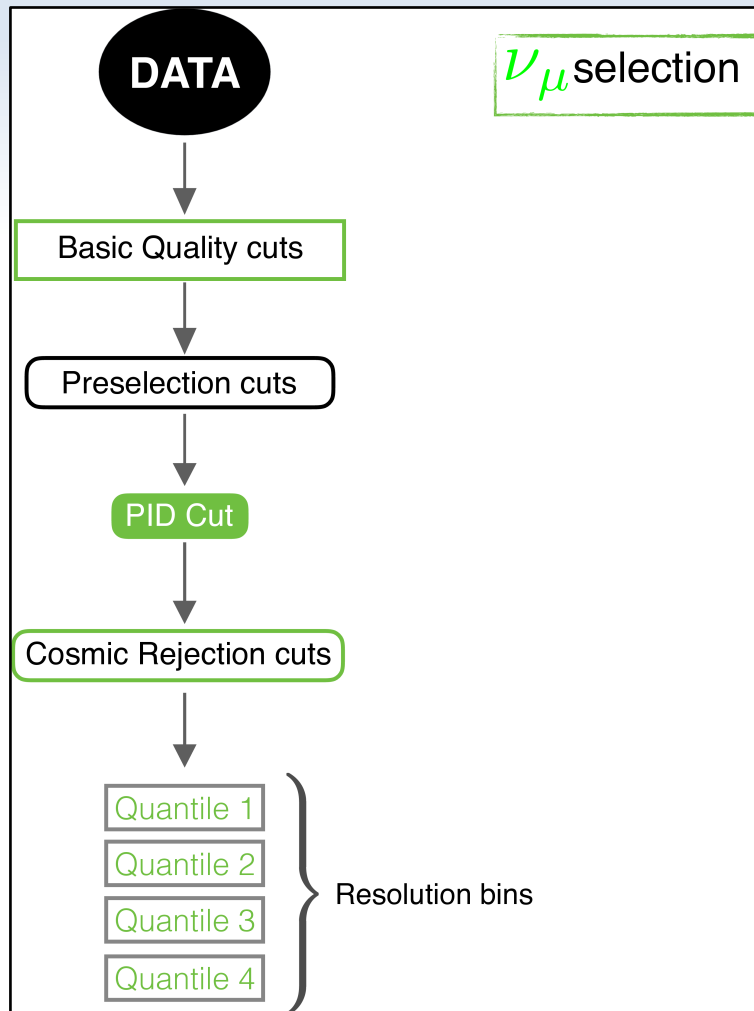 DATA
ν_μ selection
Basic Quality cuts
Preselection cuts
PID Cut
Cosmic Rejection cuts
Quantile 1
Quantile 2
Quantile 3
Quantile 4
Resolution bins